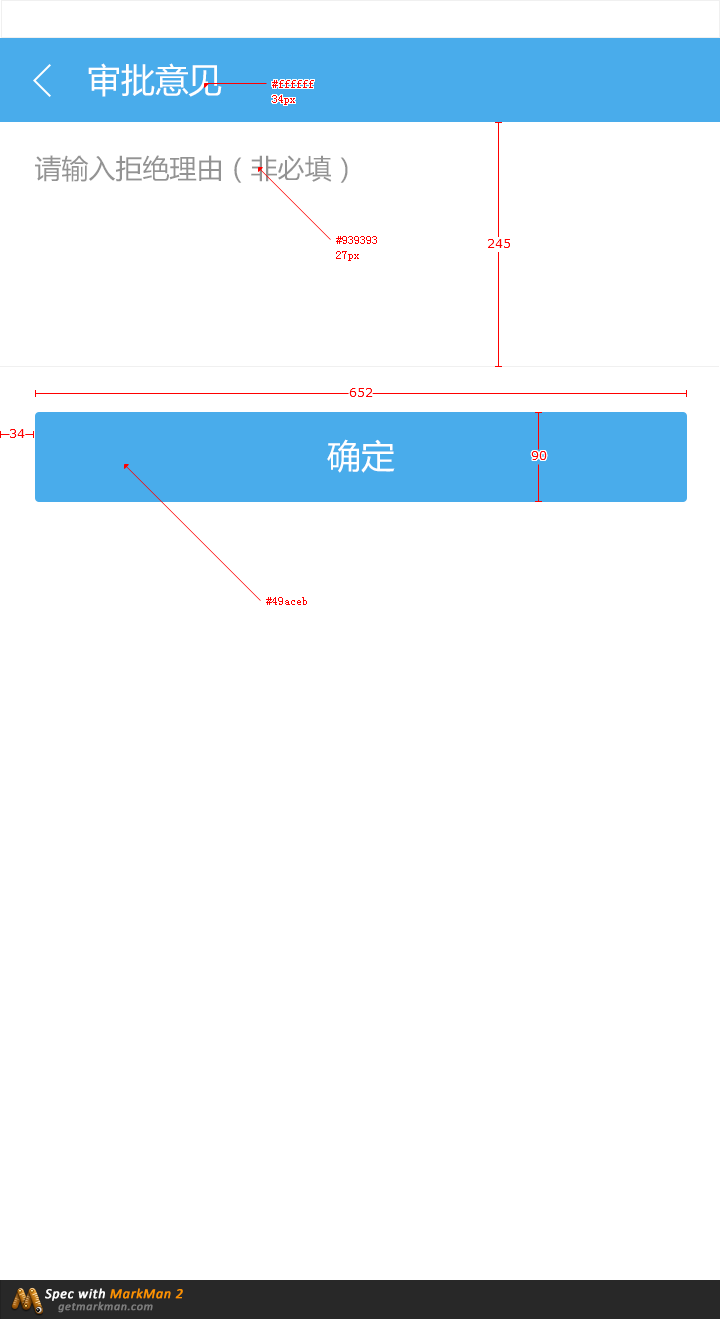 审批意见
#ffffff
34px
请输入拒绝理由（非必填）
#939393
27px
245
652
34
确定
90
#49aceb
Spec with MarkMan 2
getmarkman.com